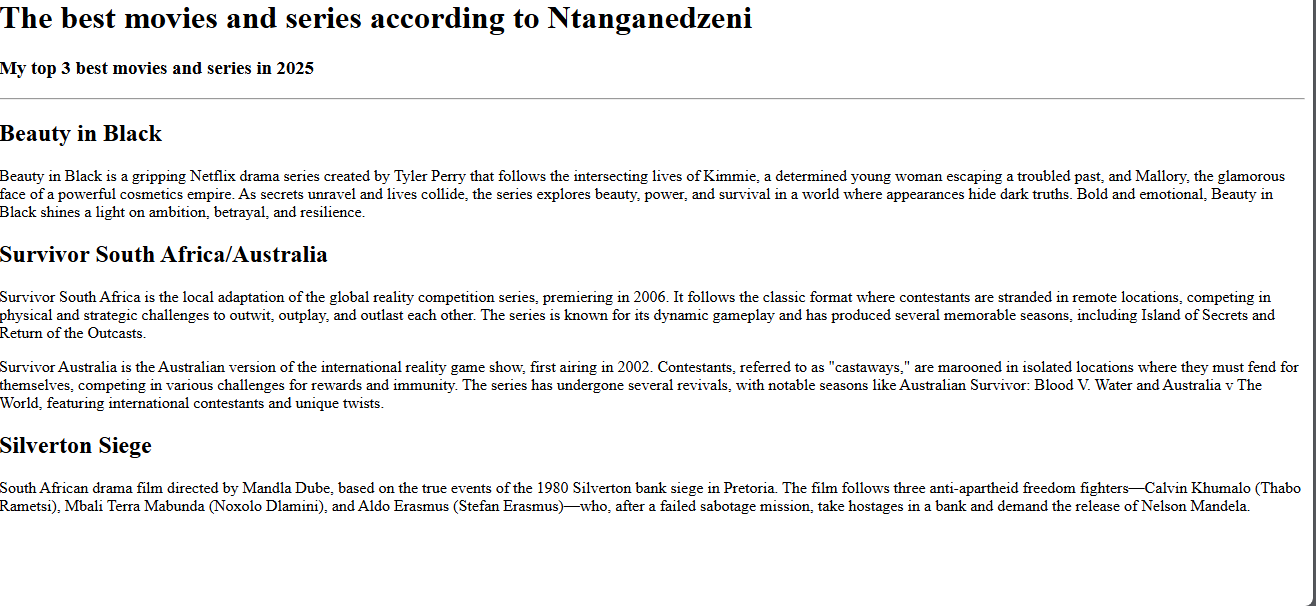 The best movies and series according to Ntanganedzeni
My top 3 best movies and series in 2025
Beauty in Black
Beauty in Black is a gripping Netflix drama series created by Tyler Perry that follows the intersecting lives of Kimmie, a determined young woman escaping a troubled past, and Mallory, the glamorous
face of a powerful cosmetics empire. As secrets unravel and lives collide, the series explores beauty, power, and survival in a world where appearances hide dark truths. Bold and emotional, Beauty in
Black shines a light on ambition, betrayal, and resilience.
Survivor South Africa/Australia
Survivor South Africa is the local adaptation of the global reality competition series, premiering in 2006. It follows the classic format where contestants are stranded in remote locations, competing in
physical and strategic challenges to outwit, outplay, and outlast each other. The series is known for its dynamic gameplay and has produced several memorable seasons, including Island of Secrets and
Return of the Outcasts.
Survivor Australia is the Australian version of the international reality game show, first airing in 2002. Contestants, referred to as "castaways," are marooned in isolated locations where they must fend for
themselves, competing in various challenges for rewards and immunity. The series has undergone several revivals, with notable seasons like Australian Survivor: Blood V. Water and Australia v The
World, featuring international contestants and unique twists.
Silverton Siege
South African drama film directed by Mandla Dube, based on the true events of the 1980 Silverton bank siege in Pretoria. The film follows three anti-apartheid freedom fighters—Calvin Khumalo (Thabo
Rametsi), Mbali Terra Mabunda (Noxolo Dlamini), and Aldo Erasmus (Stefan Erasmus)—who, after a failed sabotage mission, take hostages in a bank and demand the release of Nelson Mandela.